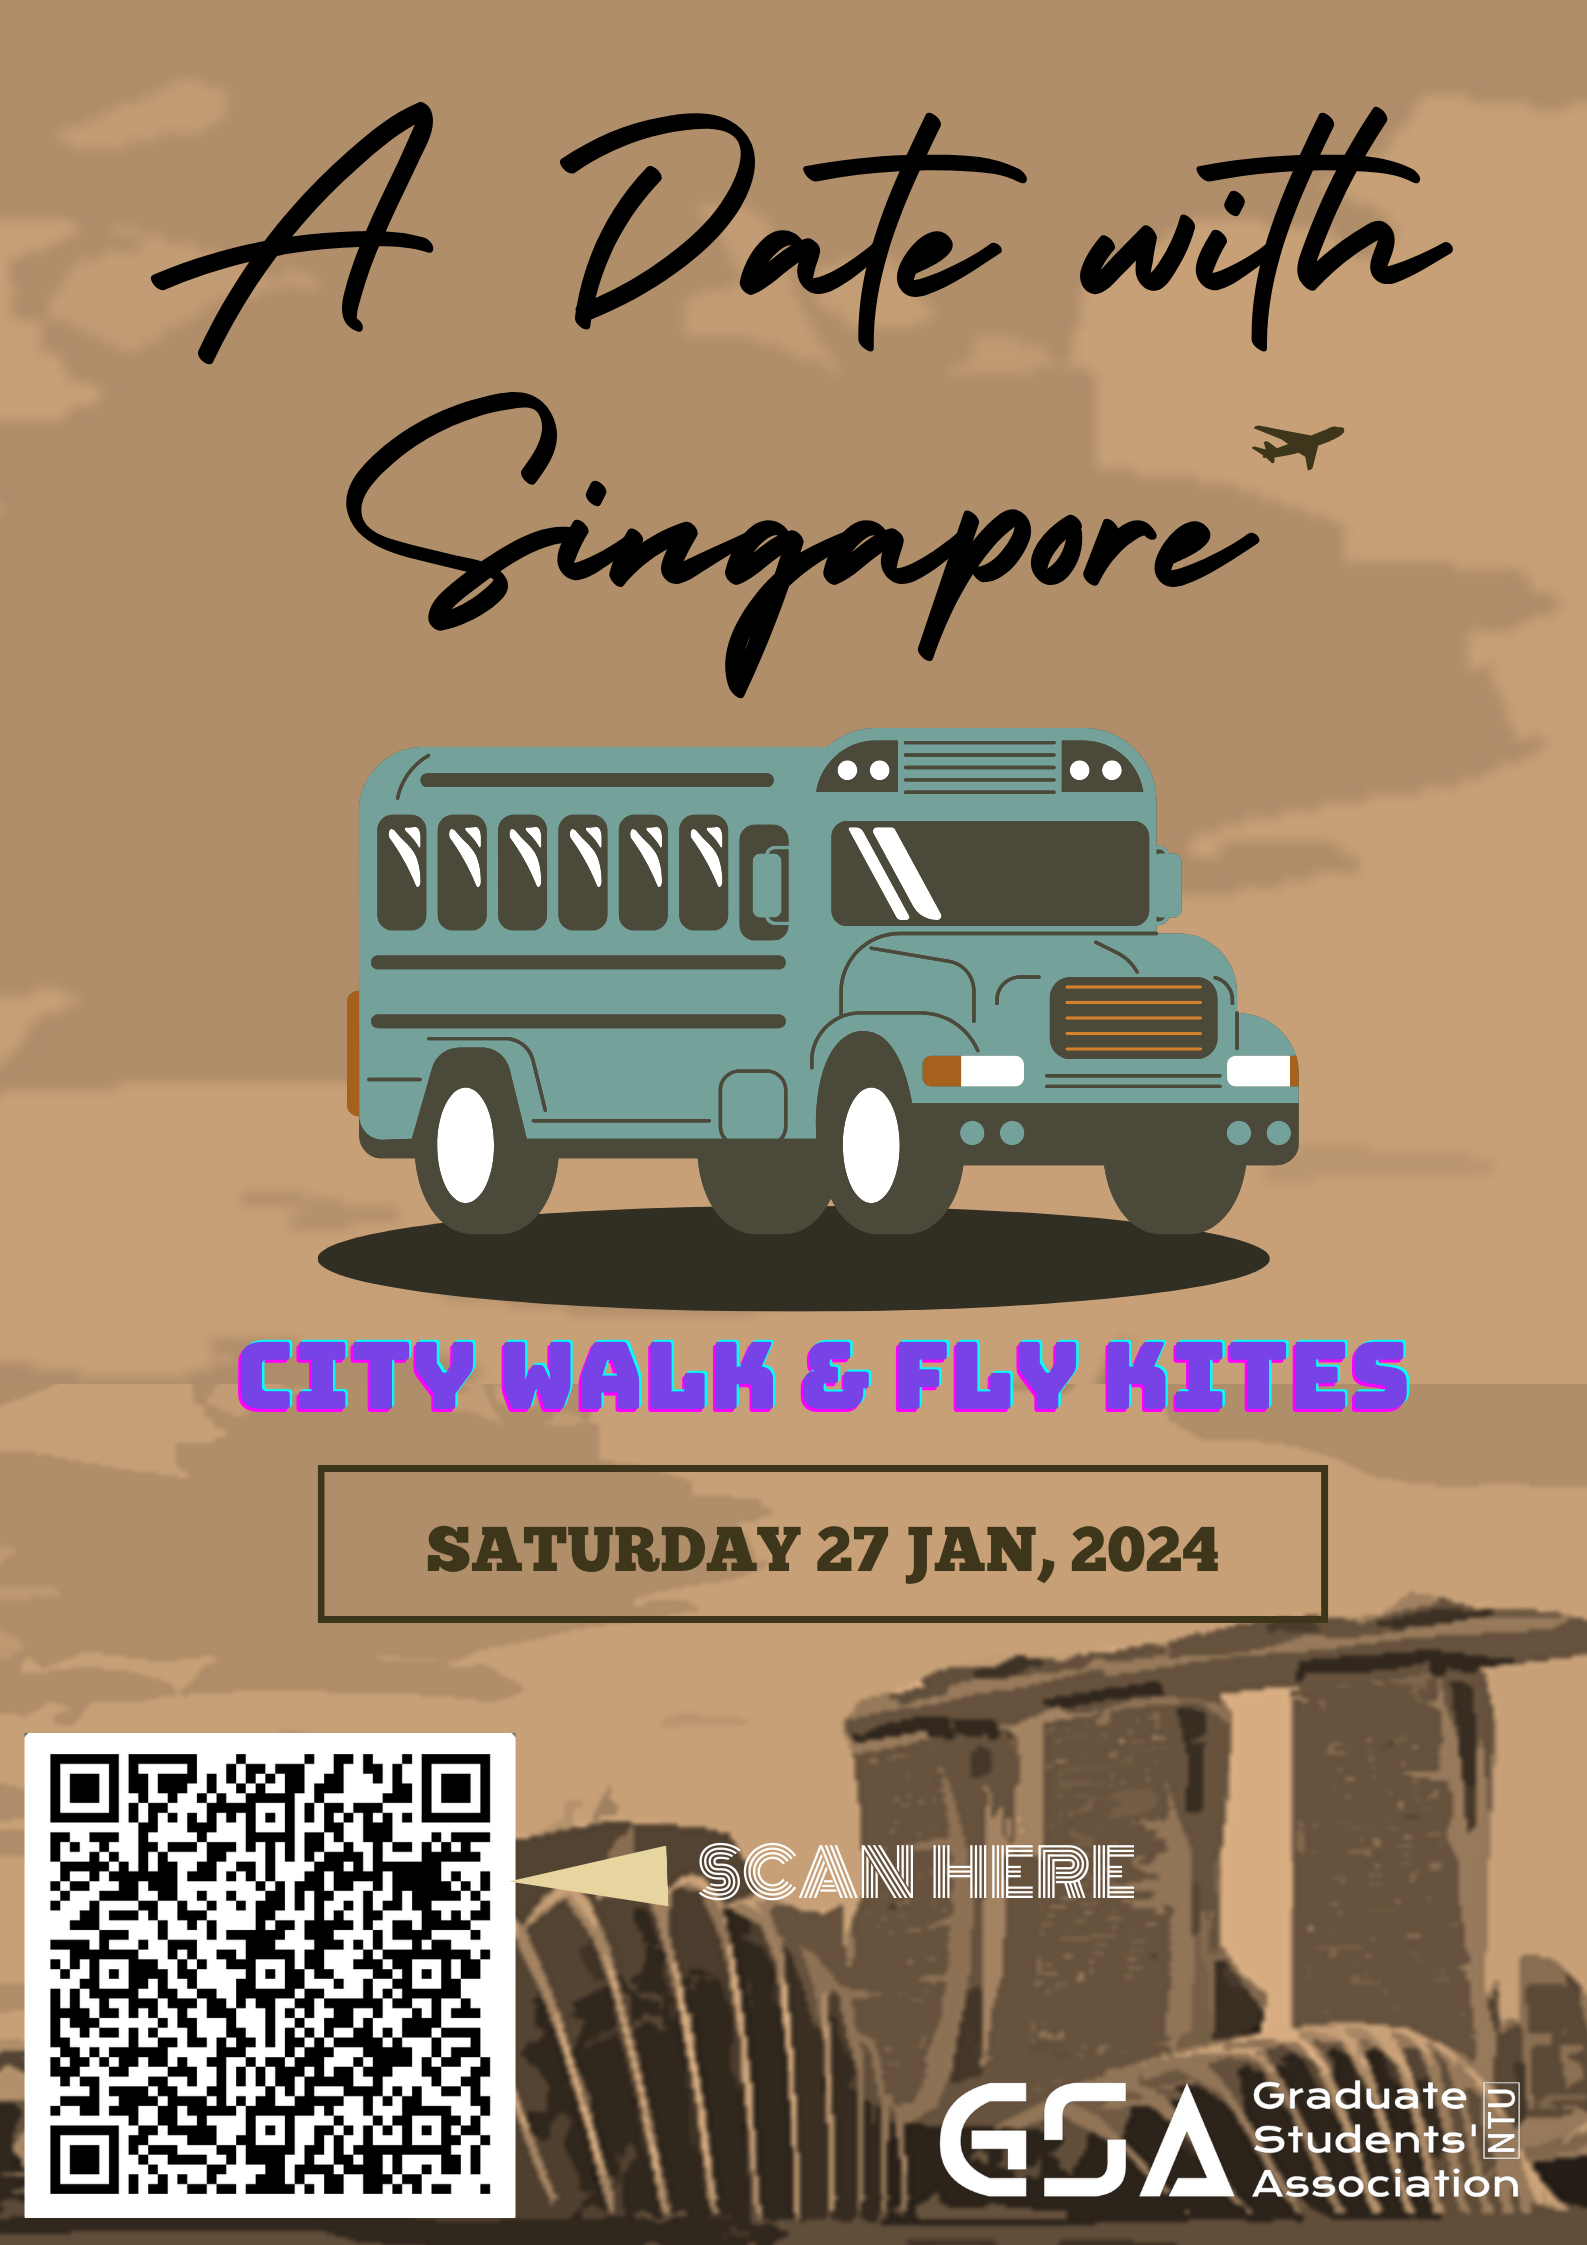 A Date with
Singapore
CITY WALK & FLY KITES
SATURDAY 27 JAN, 2024
SCAN HERE
GSA
Graduate
Students'
Association
NTU